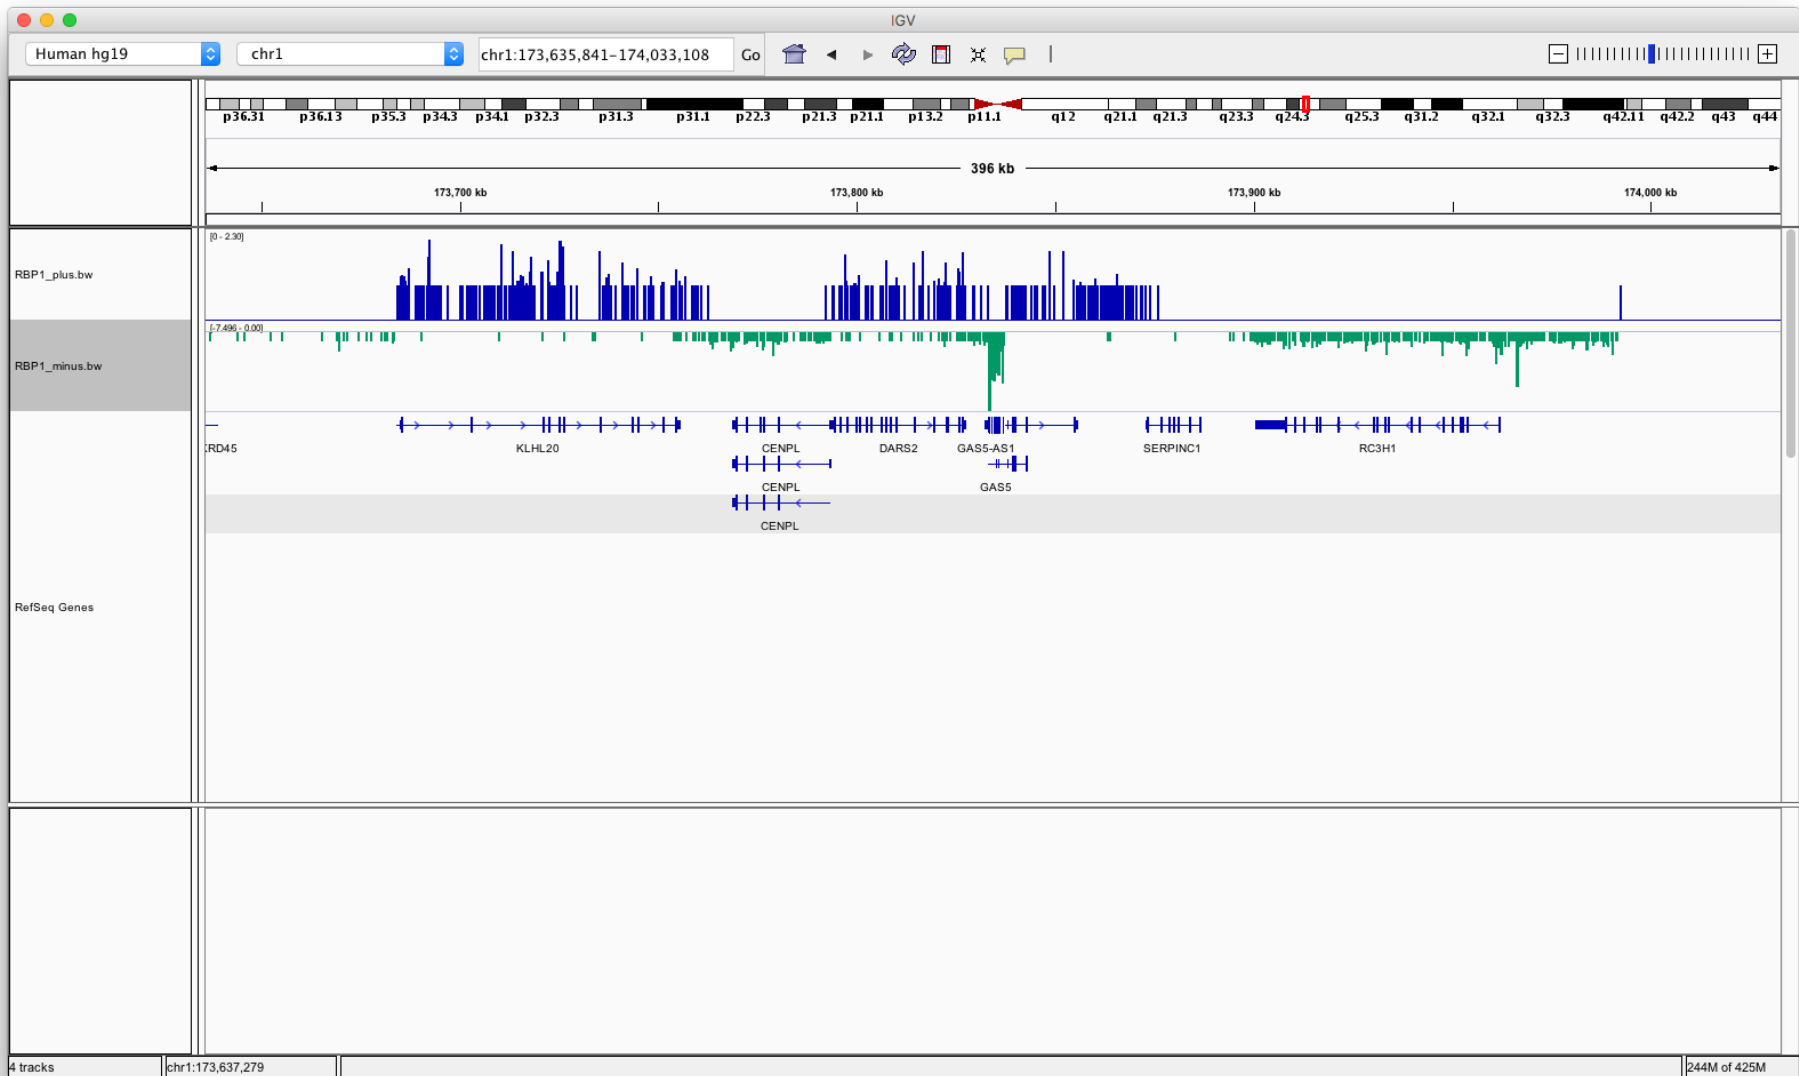 IGV
Human hg19 chr1 chr1:173,635,841-174,033,108 Go
p36.31 p36.13 p35.3 p34.3 p34.1 p32.3 p31.3 p31.1 p22.3 p21.3 p21.1 p13.2 p11.1 q12 q21.1 q21.3 q23.3 q24.3 q25.3 q31.2 q32.1 q32.3 q42.11 q42.2 q43 q44
396 kb
173,700 kb 173,800 kb 173,900 kb 174,000 kb
[0 - 2.30]
RBP1_plus.bw
[-7.496 - 0.00]
RBP1_minus.bw
KRD45 KLHL20 CENPL DARS2 GAS5-AS1 SERPINC1 RC3H1
CENPL GAS5
CENPL
RefSeq Genes
4 tracks chr1:173,637,279 244M of 425M